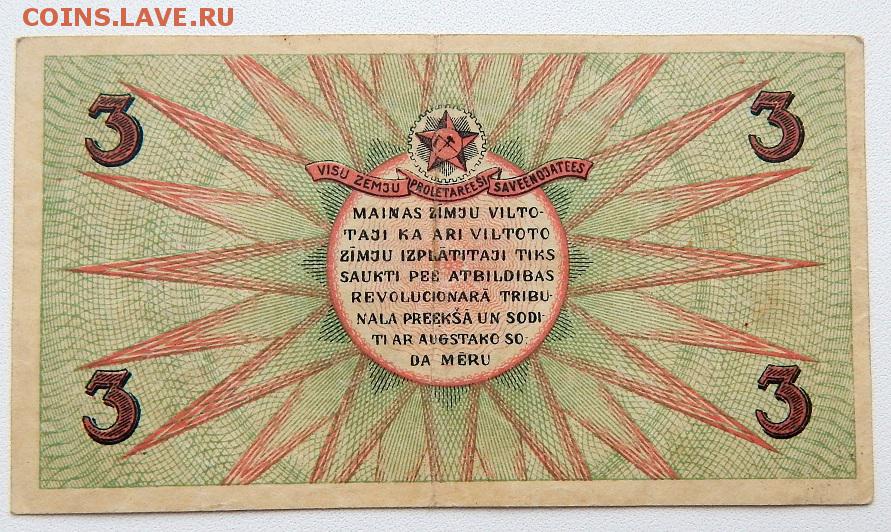 COINS.LAVE.RU
3 3
VISU ZEMJU PROLETAREEŠI SAVEENOJATEES
MAINAS ZĪMJU VILTO-
TAJI KA ARI VILTOTO
ZĪMJU IZPLĀTITAJI TIKS
SAUKTI PEE ATBILDIBAS
REVOLUCIONARĀ TRIBU-
NALA PREEKŠĀ UN SODI-
TI AR AUGSTAKO SO-
DA MĒRU
3 3